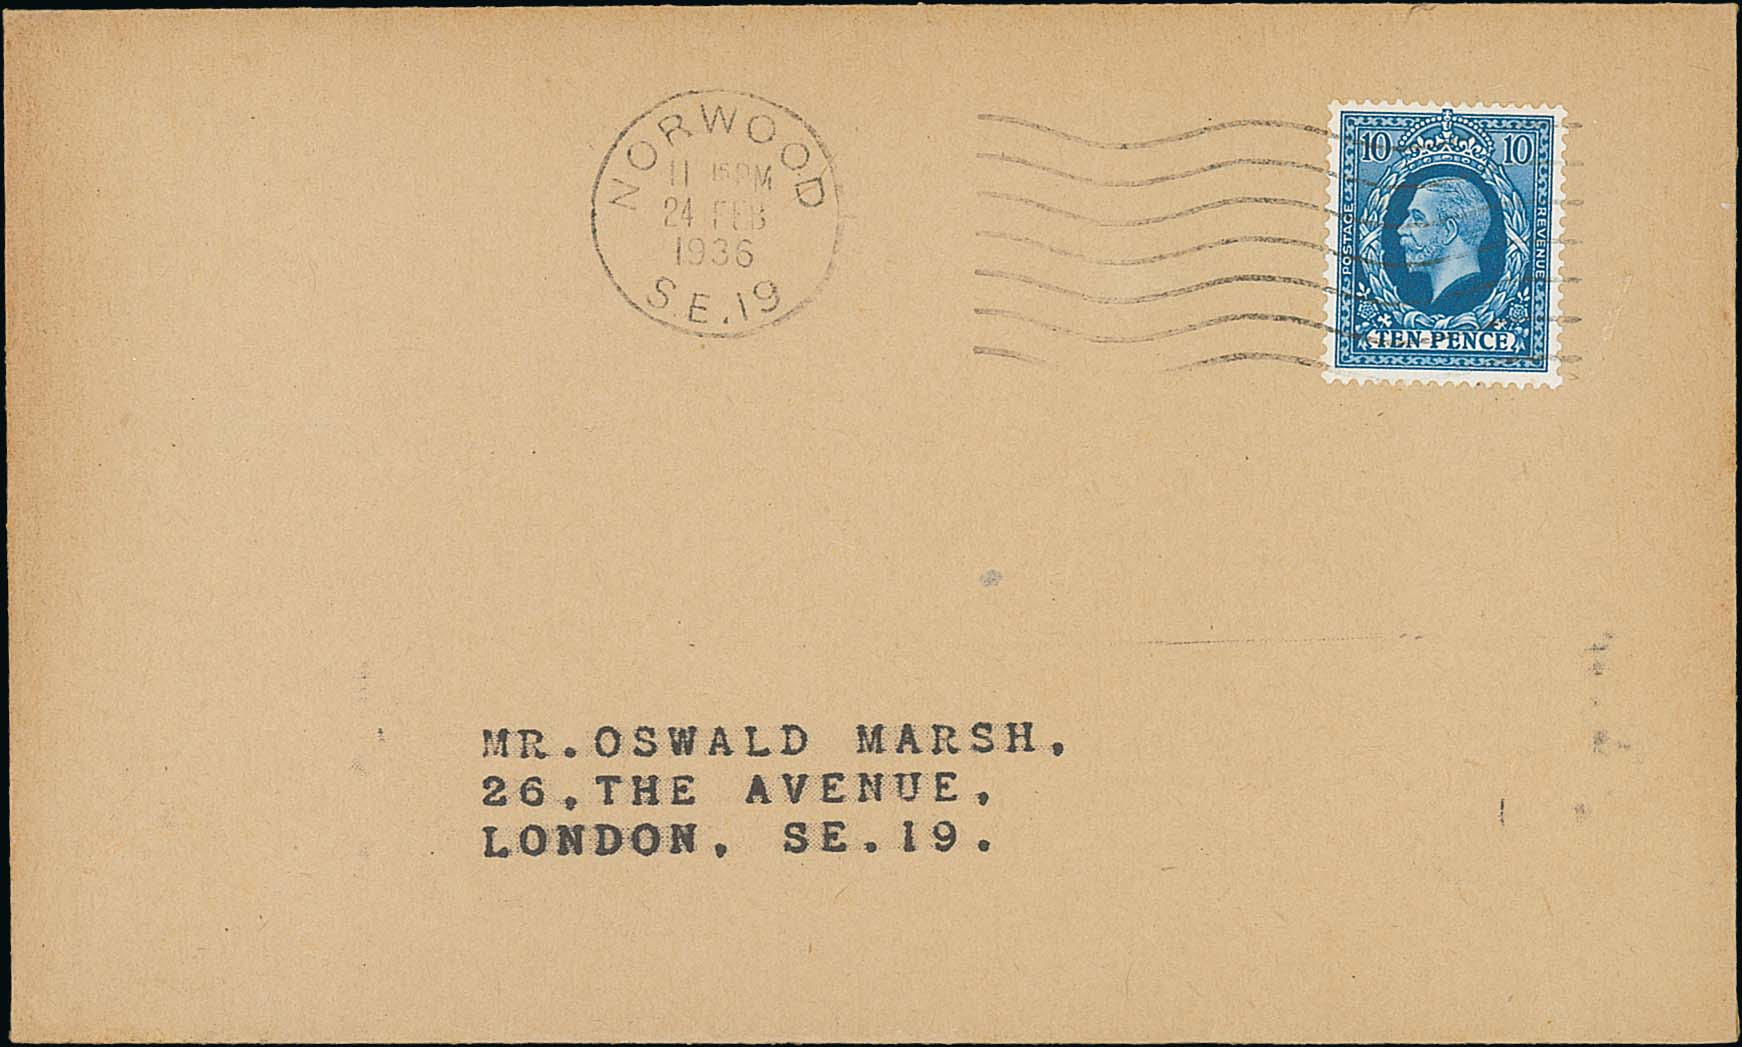 NORWOOD
11 15 PM
24 FEB
1936
S.E.19
10 10
POSTAGE REVENUE
TEN PENCE
MR.OSWALD MARSH,
26,THE AVENUE,
LONDON, SE.19.